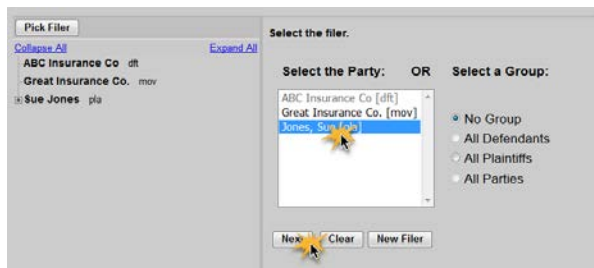 Pick Filer
Collapse All Expand All
ABC Insurance Co dft
Great Insurance Co. mov
Sue Jones pla
Select the filer.
Select the Party: OR Select a Group:
ABC Insurance Co [dft]
Great Insurance Co. [mov]
Jones, Sue [pla]
No Group
All Defendants
All Plaintiffs
All Parties
Next Clear New Filer